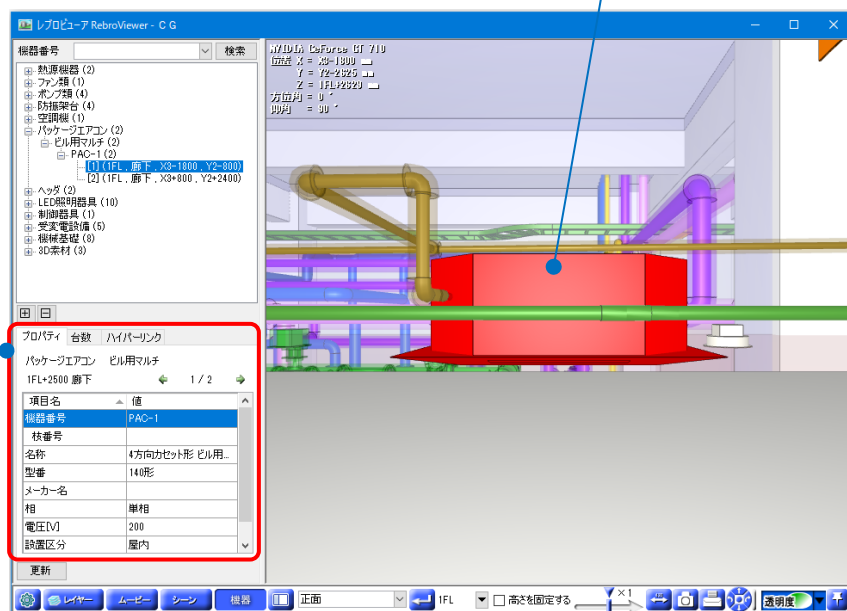 レブロビューア RebroViewer - C G
機器番号 検索
熱源機器 (2)
ファン類 (1)
ポンプ類 (4)
防振架台 (4)
空調機 (1)
パッケージエアコン (2)
ビル用マルチ (2)
PAC-1 (2)
[1] (1FL , 廊下 , X3-1800 , Y2-800)
[2] (1FL , 廊下 , X3+800 , Y2+2400)
ヘッダ (2)
LED照明器具 (10)
制御器具 (1)
受変電設備 (5)
機械基礎 (8)
3D素材 (3)
NVIDIA GeForce GT 710
位置 X = X3-1800 mm
Y = Y2-2625 mm
Z = 1FL+2820 mm
方位角 = 0 °
仰角 = 90 °
プロパティ 台数 ハイパーリンク
パッケージエアコン ビル用マルチ
1FL+2500 廊下 1 / 2
項目名 値
機器番号 PAC-1
枝番号
名称 4方向カセット形 ビル用...
型番 140形
メーカー名
相 単相
電圧[V] 200
設置区分 屋内
更新
レイヤー ムービー シーン 機器 正面 1FL 高さを固定する ×1 透明度